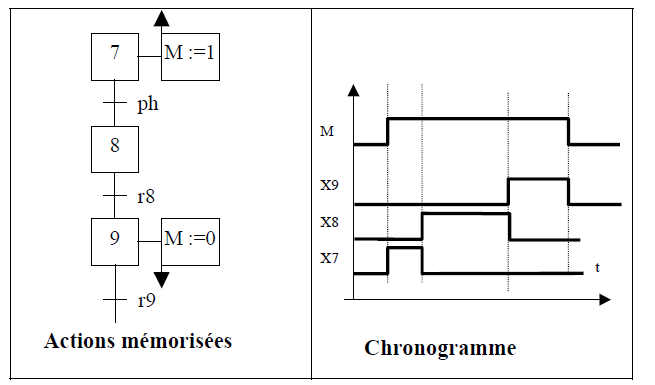 7
M :=1
ph
8
r8
9
M :=0
r9
Actions mémorisées
M
X9
X8
X7
t
Chronogramme